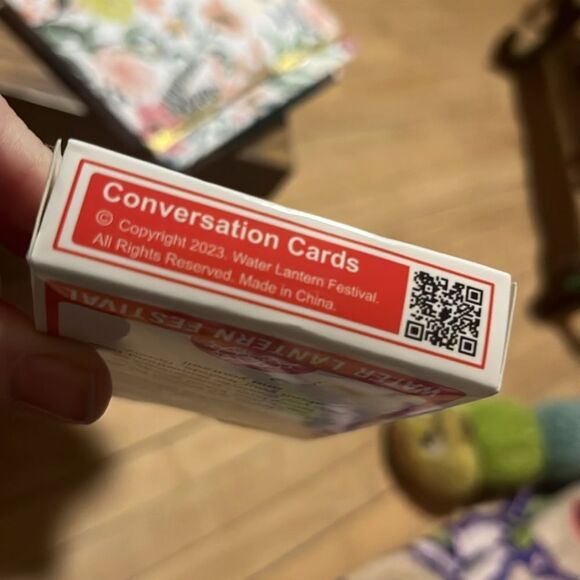 Conversation Cards
© Copyright 2023. Water Lantern Festival.
All Rights Reserved. Made in China.
WATER LANTERN FESTIVAL